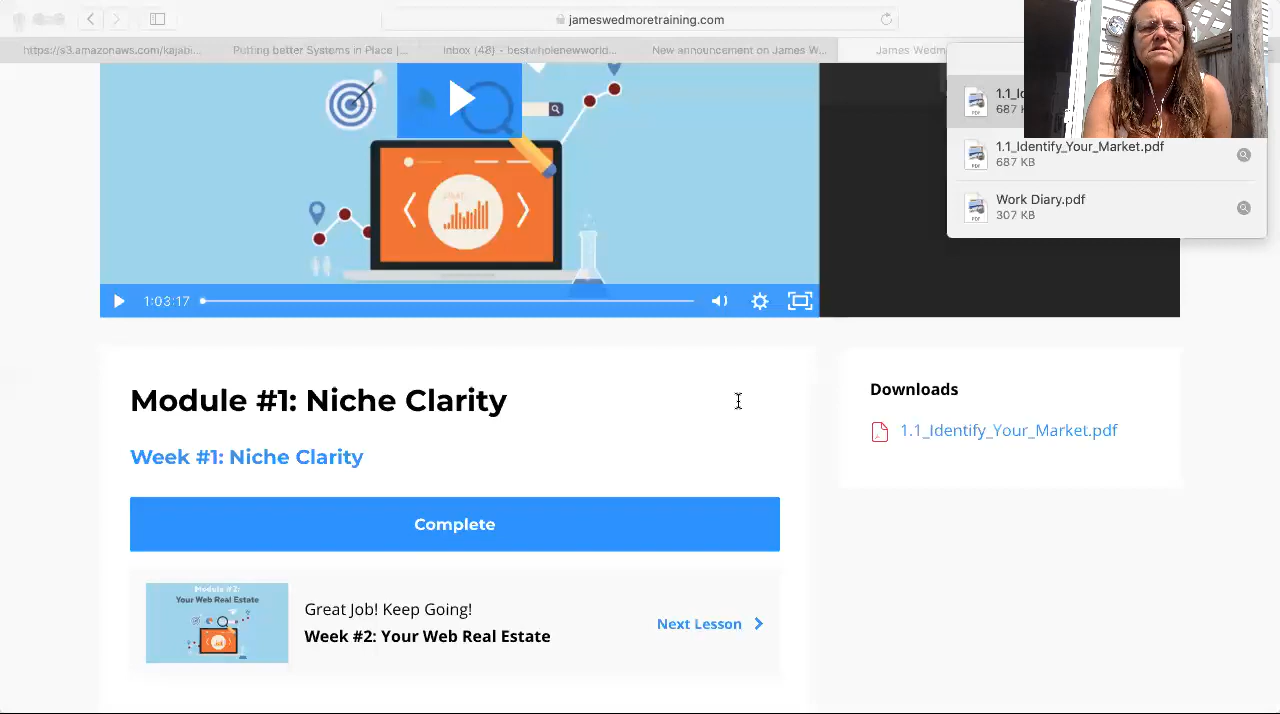 jameswedmoretraining.com
https://s3.amazonaws.com/kajabi...
Putting better Systems in Place |...
Inbox (48) - bestwholenewworld...
New announcement on James W...
James Wedm
1.1_Id
687 K
1.1_Identify_Your_Market.pdf
687 KB
Work Diary.pdf
307 KB
1:03:17
Module #1: Niche Clarity
Week #1: Niche Clarity
Complete
Module #2:
Your Web Real Estate
Great Job! Keep Going!
Week #2: Your Web Real Estate
Next Lesson
Downloads
1.1_Identify_Your_Market.pdf